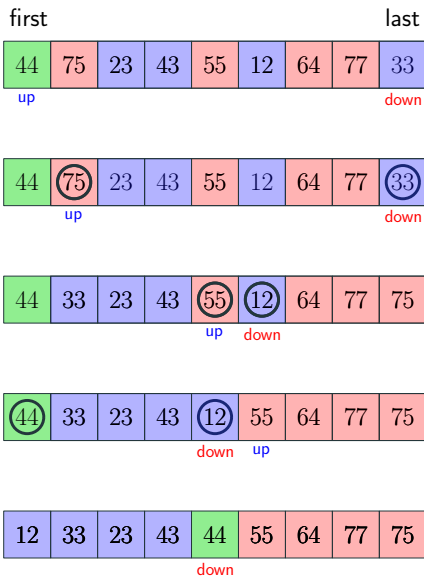 first last
44 75 23 43 55 12 64 77 33
up down
44 75 23 43 55 12 64 77 33
up down
44 33 23 43 55 12 64 77 75
up down
44 33 23 43 12 55 64 77 75
down up
12 33 23 43 44 55 64 77 75
down